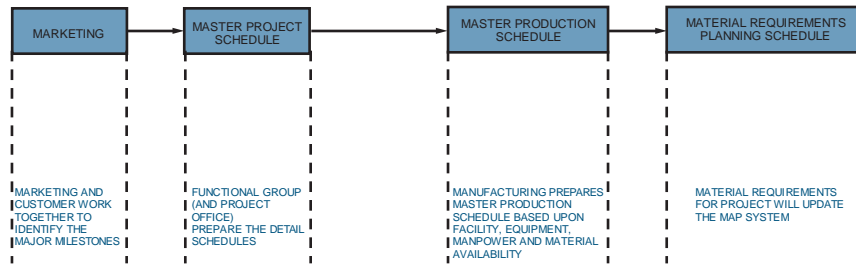 MARKETING
MASTER PROJECT
SCHEDULE
MASTER PRODUCTION
SCHEDULE
MATERIAL REQUIREMENTS
PLANNING SCHEDULE
MARKETING AND
CUSTOMER WORK
TOGETHER TO
IDENTIFY THE
MAJOR MILESTONES
FUNCTIONAL GROUP
(AND PROJECT
OFFICE)
PREPARE THE DETAIL
SCHEDULES
MANUFACTURING PREPARES
MASTER PRODUCTION
SCHEDULE BASED UPON
FACILITY, EQUIPMENT,
MANPOWER AND MATERIAL
AVAILABILITY
MATERIAL REQUIREMENTS
FOR PROJECT WILL UPDATE
THE MAP SYSTEM